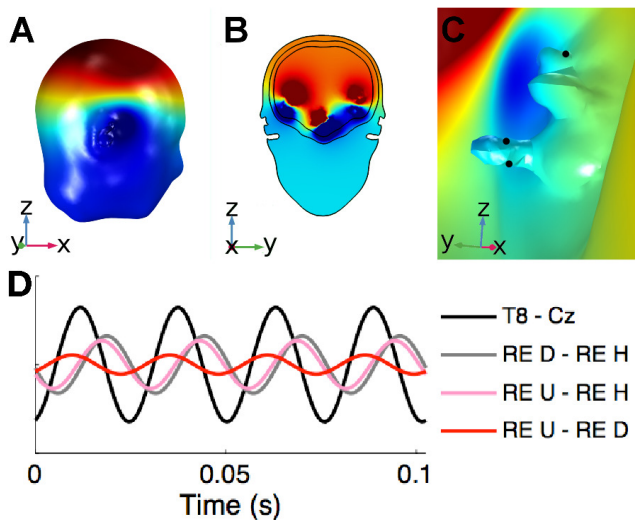 A
B
C
z
y
x
z
x
y
z
y
x
D
T8 - Cz
RE D - RE H
RE U - RE H
RE U - RE D
0
0.05
0.1
Time (s)